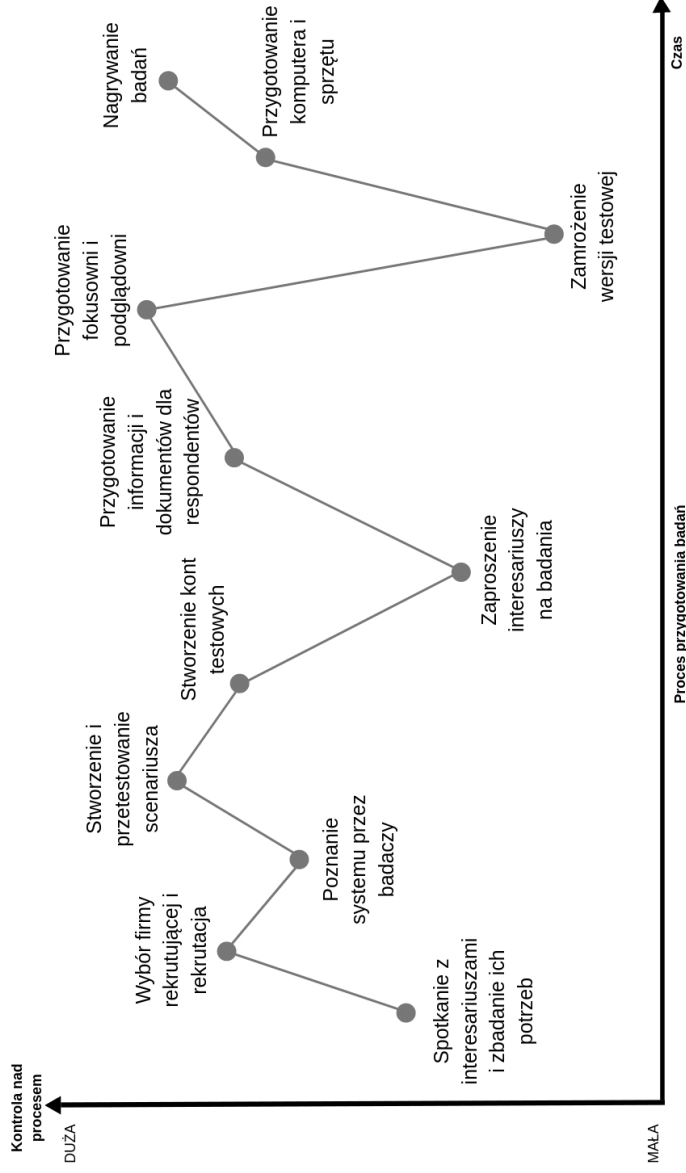 Kontrola nad
procesem
DUŻA
MAŁA
Spotkanie z
interesariuszami
i zbadanie ich
potrzeb
Wybór firmy
rekrutującej i
rekrutacja
Poznanie
systemu przez
badaczy
Stworzenie i
przetestowanie
scenariusza
Stworzenie kont
testowych
Zaproszenie
interesariuszy
na badania
Przygotowanie
informacji i
dokumentów dla
respondentów
Przygotowanie
fokusowni i
podglądowni
Zamrożenie
wersji testowej
Przygotowanie
komputera i
sprzętu
Nagrywanie
badań
Proces przygotowania badań
Czas